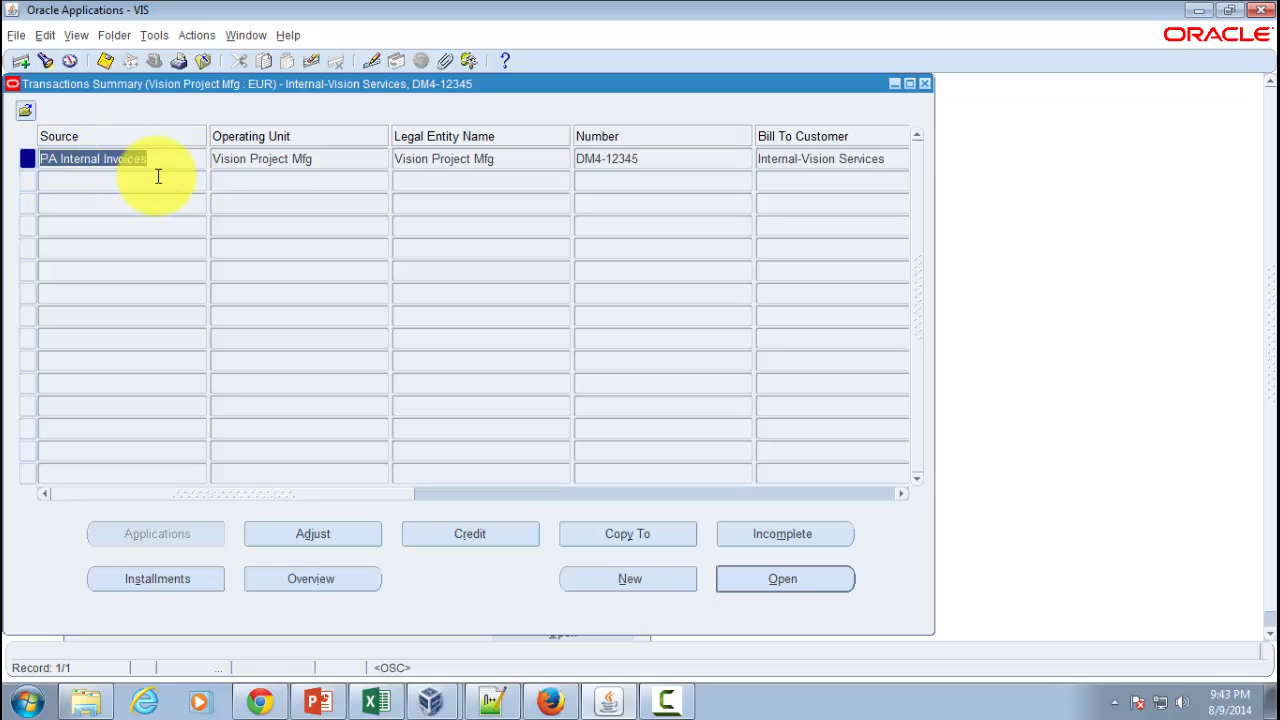 Oracle Applications - VIS
File Edit View Folder Tools Actions Window Help
ORACLE
Transactions Summary (Vision Project Mfg : EUR) - Internal-Vision Services, DM4-12345
Source Operating Unit Legal Entity Name Number Bill To Customer
PA Internal Invoices Vision Project Mfg Vision Project Mfg DM4-12345 Internal-Vision Services
Applications Adjust Credit Copy To Incomplete
Installments Overview New Open
Record: 1/1 ... <OSC>
9:43 PM
8/9/2014